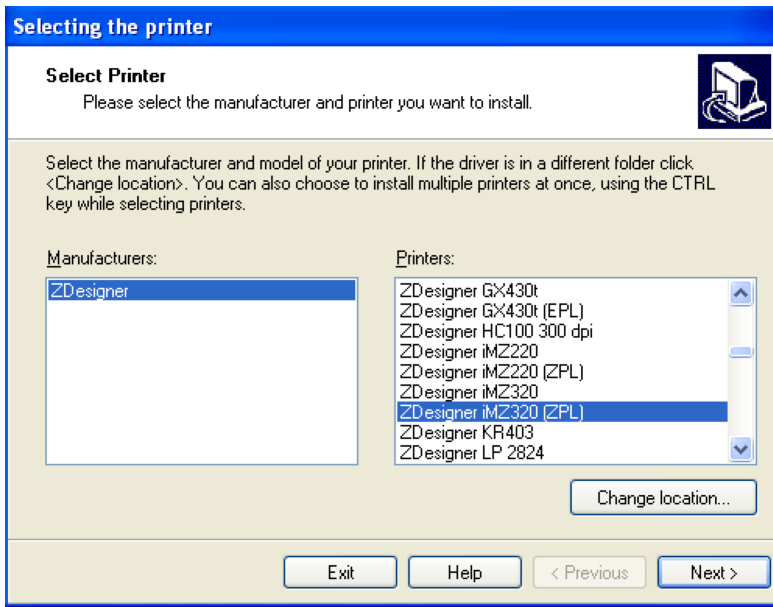 Selecting the printer
Select Printer
Please select the manufacturer and printer you want to install.
Select the manufacturer and model of your printer. If the driver is in a different folder click
<Change location>. You can also choose to install multiple printers at once, using the CTRL
key while selecting printers.
Manufacturers:
ZDesigner
Printers:
ZDesigner GX430t
ZDesigner GX430t (EPL)
ZDesigner HC100 300 dpi
ZDesigner iMZ220
ZDesigner iMZ220 (ZPL)
ZDesigner iMZ320
ZDesigner iMZ320 (ZPL)
ZDesigner KR403
ZDesigner LP 2824
Change location...
Exit
Help
< Previous
Next >